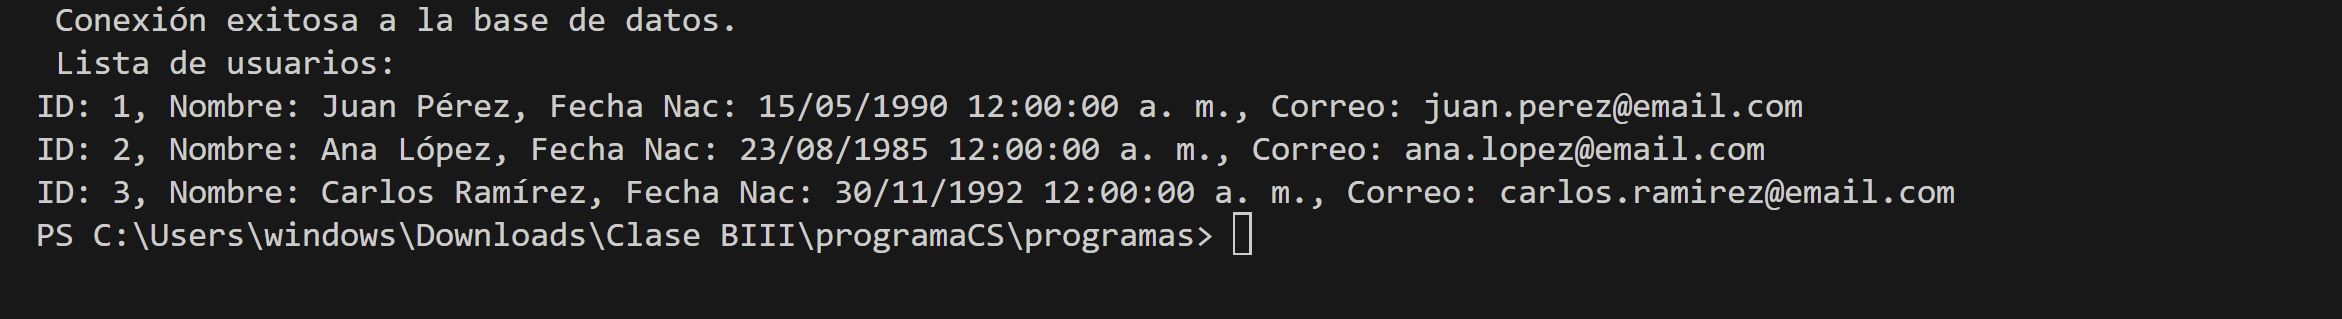 Conexión exitosa a la base de datos.
Lista de usuarios:
ID: 1, Nombre: Juan Pérez, Fecha Nac: 15/05/1990 12:00:00 a. m., Correo: juan.perez@email.com
ID: 2, Nombre: Ana López, Fecha Nac: 23/08/1985 12:00:00 a. m., Correo: ana.lopez@email.com
ID: 3, Nombre: Carlos Ramírez, Fecha Nac: 30/11/1992 12:00:00 a. m., Correo: carlos.ramirez@email.com
PS C:\Users\windows\Downloads\Clase BIII\programaCS\programas>